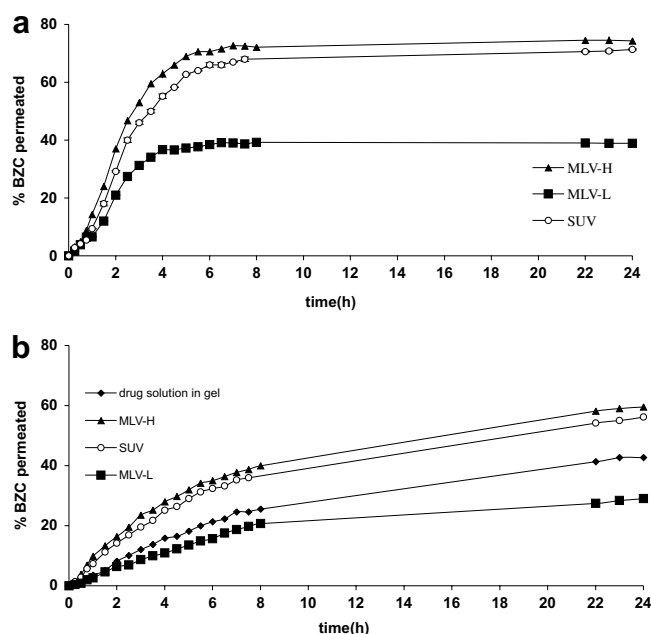 a
% BZC permeated
80
60
40
20
0
0 2 4 6 8 10 12 14 16 18 20 22 24
time(h)
MLV-H
MLV-L
SUV
b
% BZC permeated
80
60
40
20
0
0 2 4 6 8 10 12 14 16 18 20 22 24
time(h)
drug solution in gel
MLV-H
SUV
MLV-L